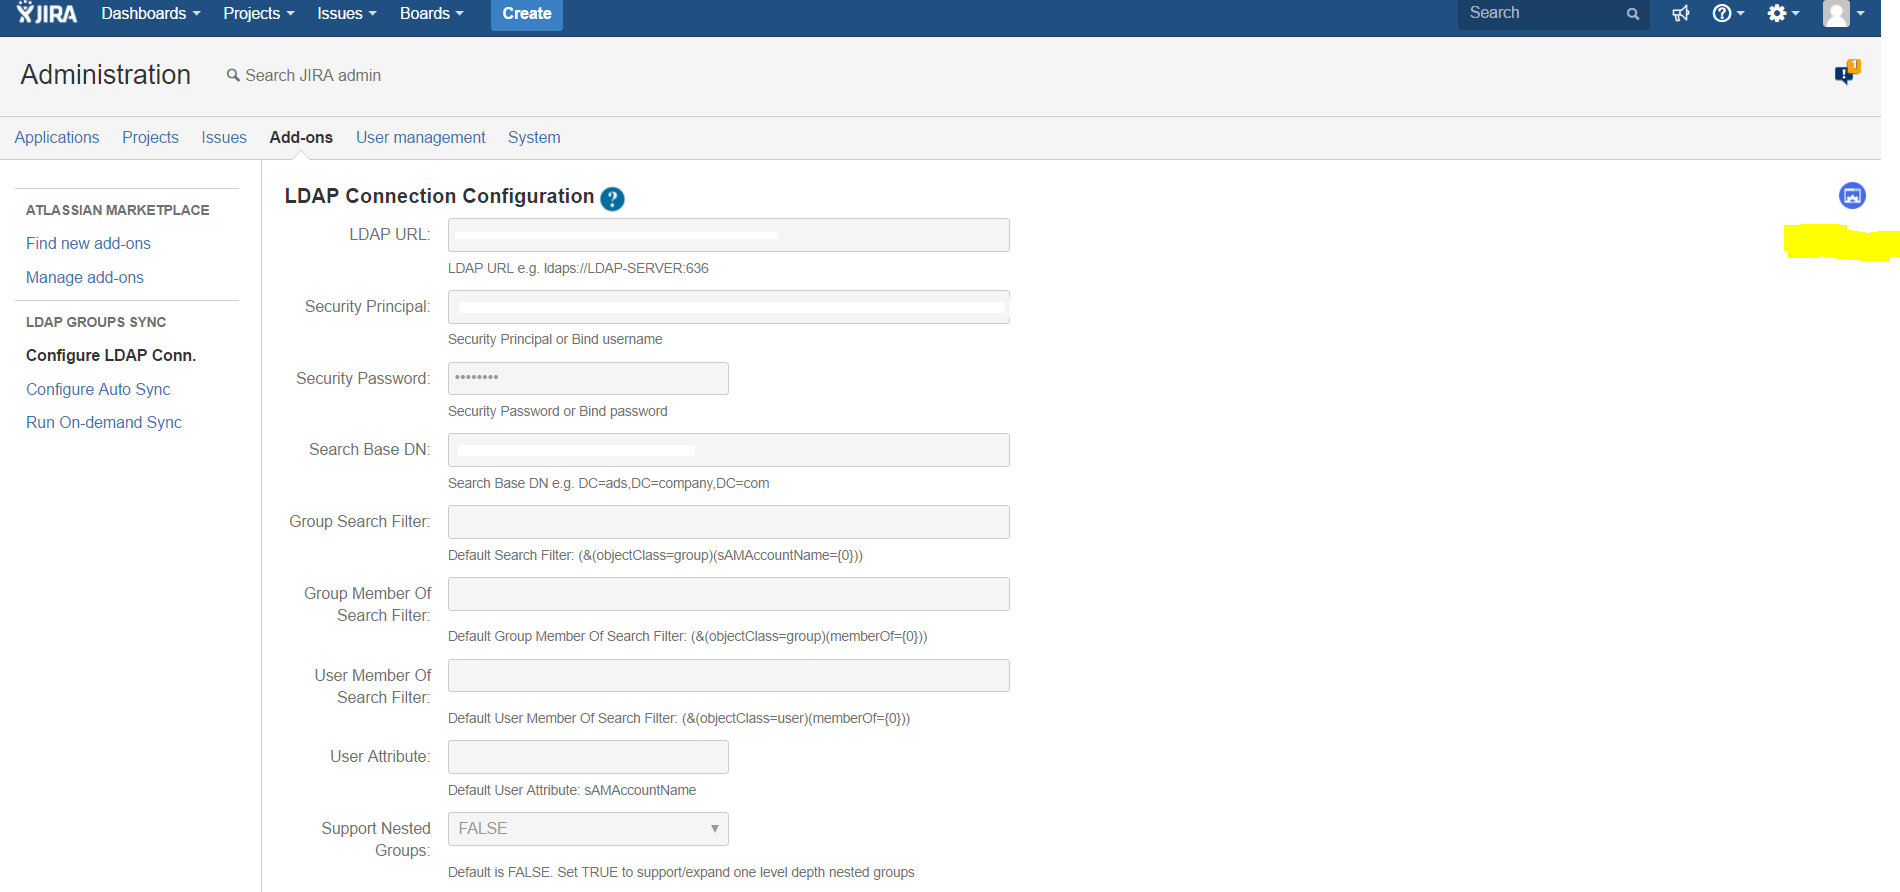 JIRA Dashboards Projects Issues Boards Create Search
Administration Search JIRA admin 1
Applications Projects Issues Add-ons User management System
ATLASSIAN MARKETPLACE
Find new add-ons
Manage add-ons
LDAP GROUPS SYNC
Configure LDAP Conn.
Configure Auto Sync
Run On-demand Sync
LDAP Connection Configuration ?
LDAP URL:
LDAP URL e.g. ldaps://LDAP-SERVER:636
Security Principal:
Security Principal or Bind username
Security Password: ••••••••
Security Password or Bind password
Search Base DN:
Search Base DN e.g. DC=ads,DC=company,DC=com
Group Search Filter:
Default Search Filter: (&(objectClass=group)(sAMAccountName={0}))
Group Member Of
Search Filter:
Default Group Member Of Search Filter: (&(objectClass=group)(memberOf={0}))
User Member Of
Search Filter:
Default User Member Of Search Filter: (&(objectClass=user)(memberOf={0}))
User Attribute:
Default User Attribute: sAMAccountName
Support Nested
Groups:
FALSE
Default is FALSE. Set TRUE to support/expand one level depth nested groups